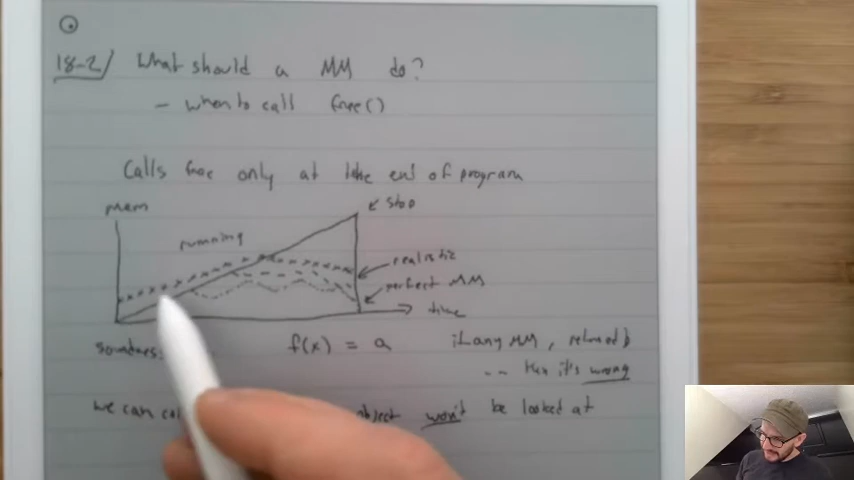 18-2/ What should a MM do?
- when to call free()
Calls free only at the end of program
mem
stop
running
realistic
perfect MM
time
soundness f(x) = a if any MM, returned b
-- then it's wrong
we can object won't be looked at